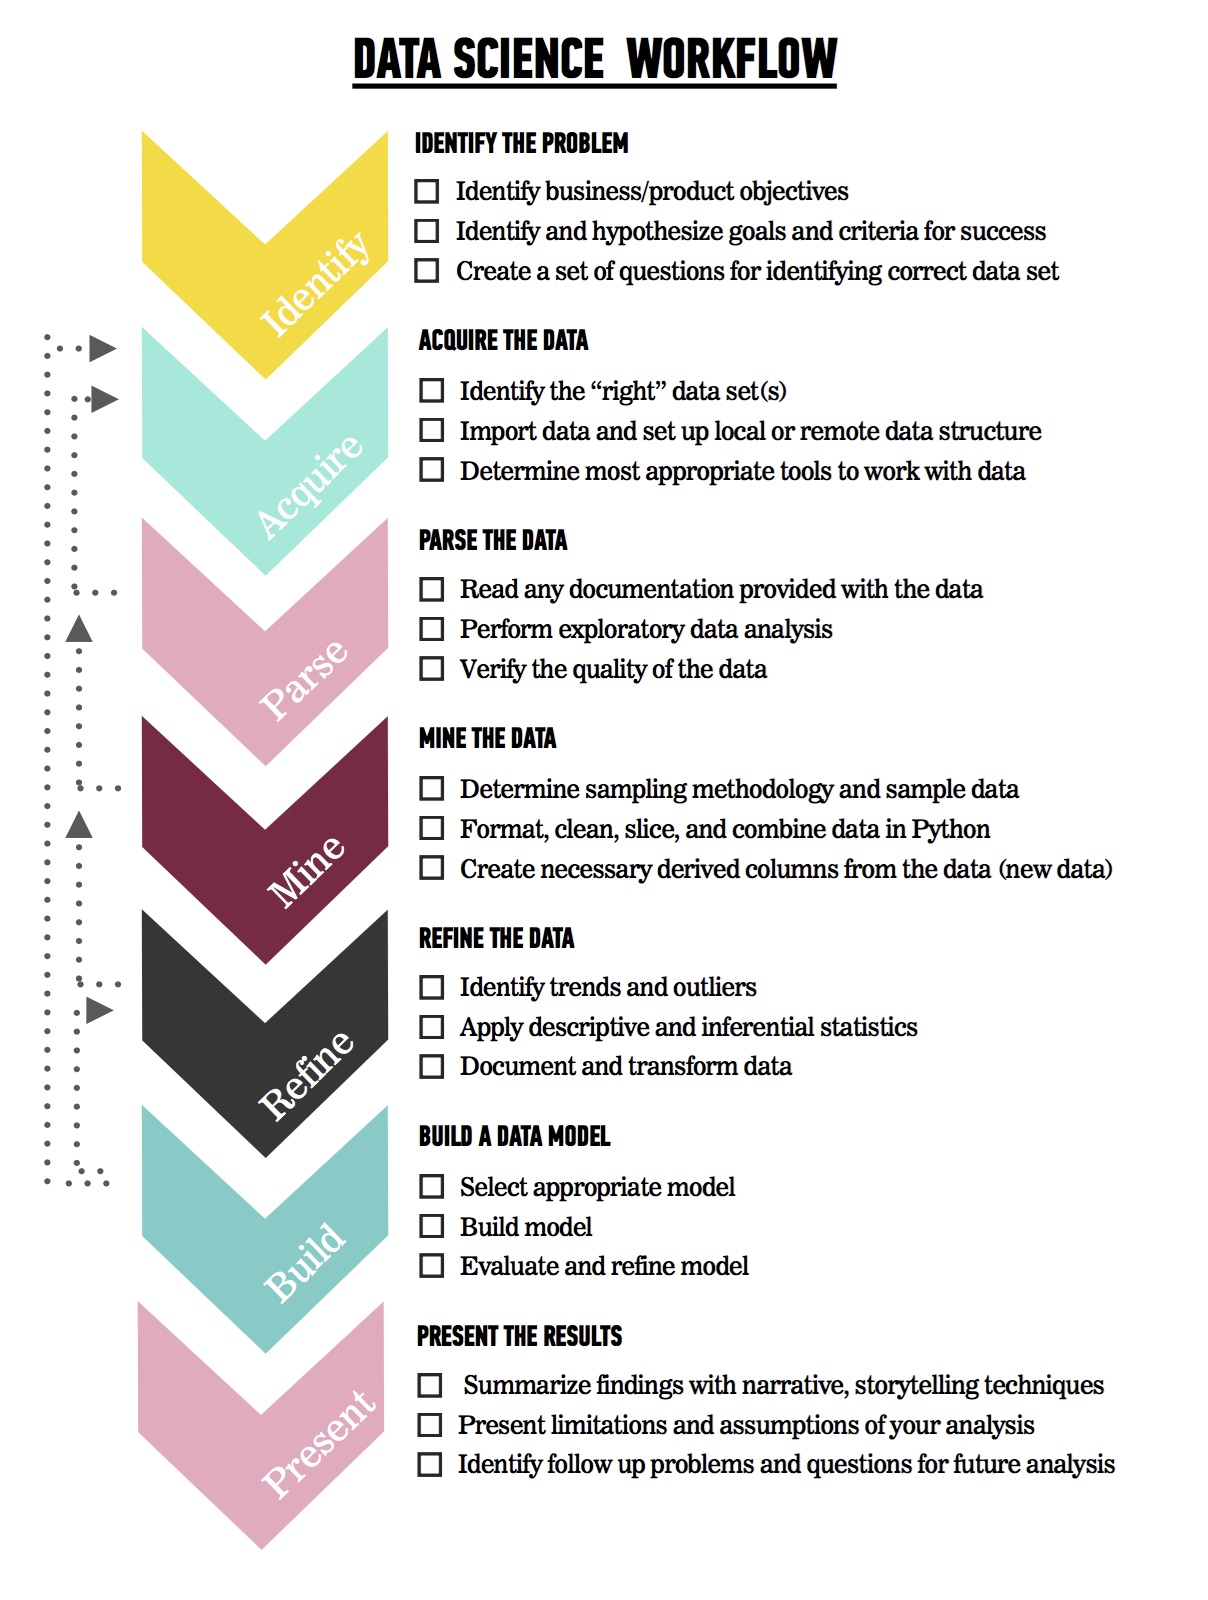 DATA SCIENCE WORKFLOW
IDENTIFY THE PROBLEM
Identify business/product objectives
Identify and hypothesize goals and criteria for success
Create a set of questions for identifying correct data set
Identify
ACQUIRE THE DATA
Identify the “right” data set(s)
Import data and set up local or remote data structure
Determine most appropriate tools to work with data
Acquire
PARSE THE DATA
Read any documentation provided with the data
Perform exploratory data analysis
Verify the quality of the data
Parse
MINE THE DATA
Determine sampling methodology and sample data
Format, clean, slice, and combine data in Python
Create necessary derived columns from the data (new data)
Mine
REFINE THE DATA
Identify trends and outliers
Apply descriptive and inferential statistics
Document and transform data
Refine
BUILD A DATA MODEL
Select appropriate model
Build model
Evaluate and refine model
Build
PRESENT THE RESULTS
Summarize findings with narrative, storytelling techniques
Present limitations and assumptions of your analysis
Identify follow up problems and questions for future analysis
Present